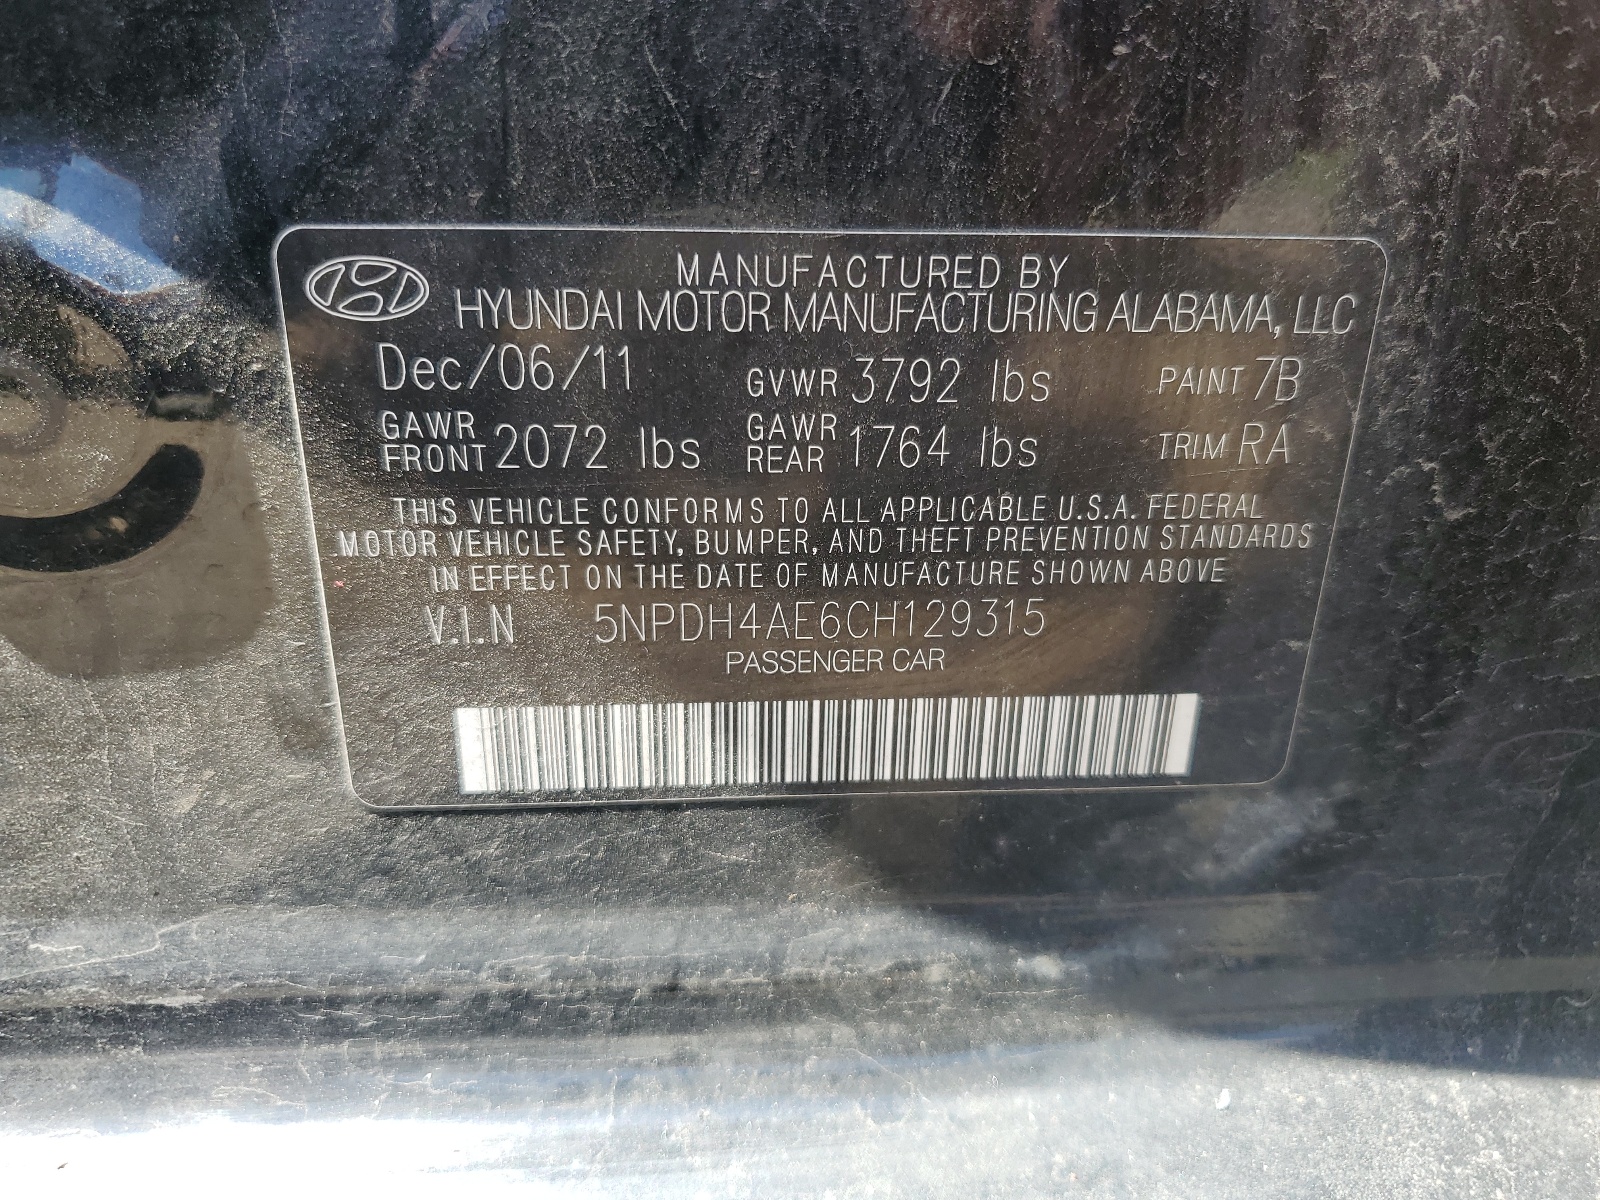 MANUFACTURED BY
HYUNDAI MOTOR MANUFACTURING ALABAMA, LLC
Dec/06/11 GVWR 3792 lbs PAINT 7B
GAWR FRONT 2072 lbs GAWR REAR 1764 lbs TRIM RA
THIS VEHICLE CONFORMS TO ALL APPLICABLE U.S.A. FEDERAL
MOTOR VEHICLE SAFETY, BUMPER, AND THEFT PREVENTION STANDARDS
IN EFFECT ON THE DATE OF MANUFACTURE SHOWN ABOVE
V.I.N 5NPDH4AE6CH129315
PASSENGER CAR